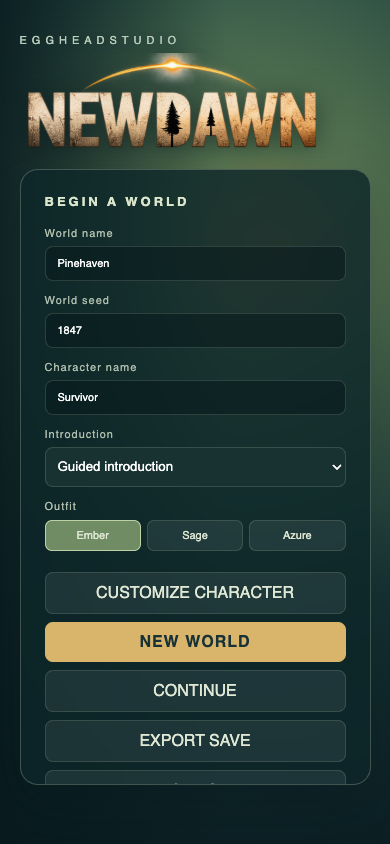 EGGHEADSTUDIO
NEWDAWN
BEGIN A WORLD
World name
Pinehaven
World seed
1847
Character name
Survivor
Introduction
Guided introduction
Outfit
Ember Sage Azure
CUSTOMIZE CHARACTER
NEW WORLD
CONTINUE
EXPORT SAVE